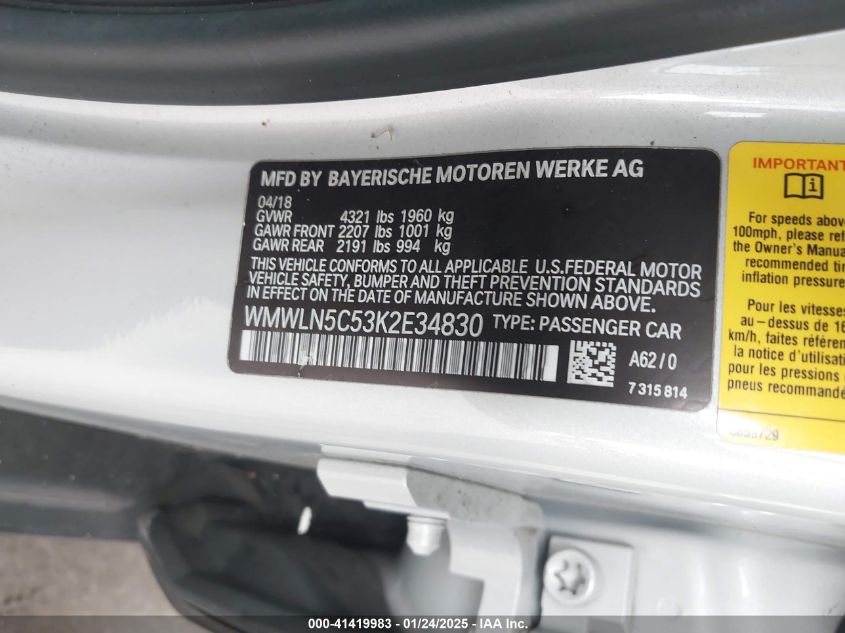 MFD BY BAYERISCHE MOTOREN WERKE AG
04/18
GVWR 4321 lbs 1960 kg
GAWR FRONT 2207 lbs 1001 kg
GAWR REAR 2191 lbs 994 kg
THIS VEHICLE CONFORMS TO ALL APPLICABLE U.S.FEDERAL MOTOR
VEHICLE SAFETY, BUMPER AND THEFT PREVENTION STANDARDS
IN EFFECT ON THE DATE OF MANUFACTURE SHOWN ABOVE.
WMWLN5C53K2E34830 TYPE: PASSENGER CAR
A62/0
7 315 814
IMPORTANT
i
For speeds above
100mph, please refe
the Owner's Manua
recommended tir
inflation pressure
Pour les vitesses
au-dessus de 16
km/h, faites référen
la notice d'utilisati
pour les pressions
pneus recommandé
000-41419983 - 01/24/2025 - IAA Inc.